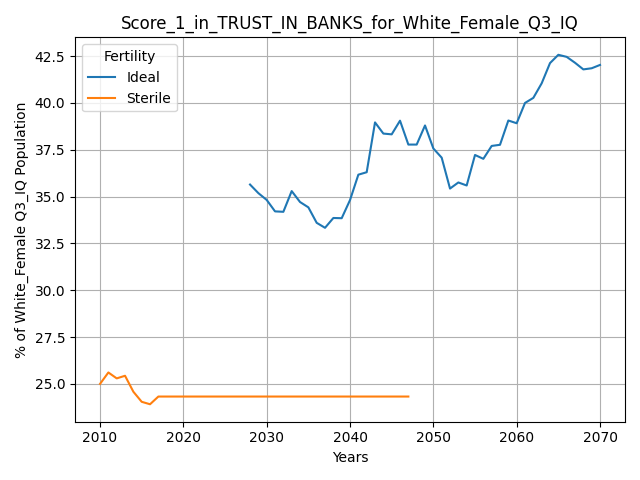 Score_1_in_TRUST_IN_BANKS_for_White_Female_Q3_IQ
Fertility
Ideal
Sterile
% of White_Female Q3_IQ Population
42.5
40.0
37.5
35.0
32.5
30.0
27.5
25.0
2010 2020 2030 2040 2050 2060 2070
Years